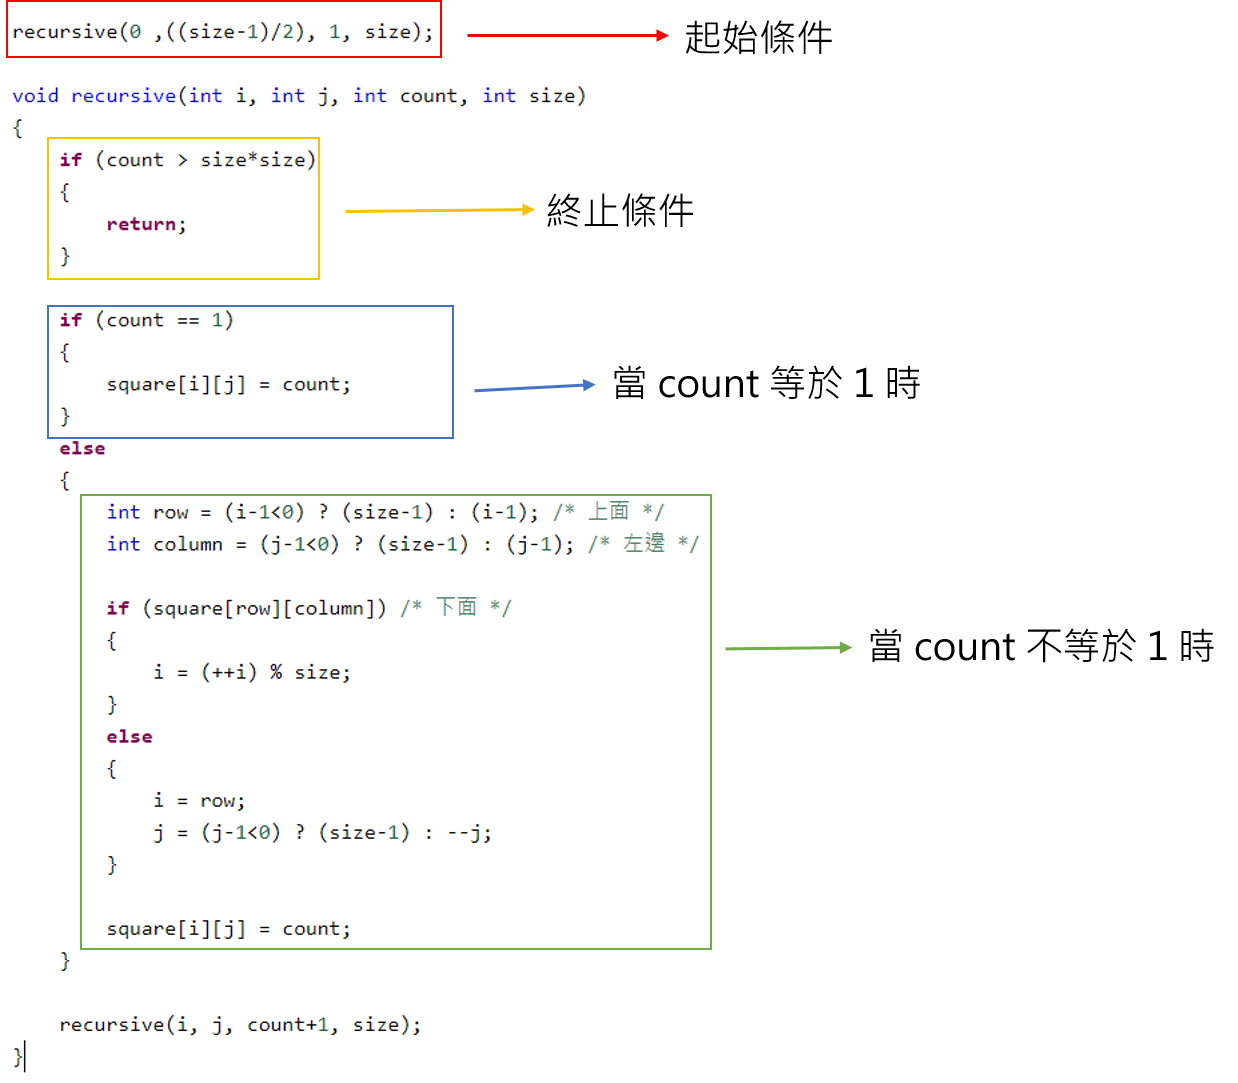 recursive(0 ,((size-1)/2), 1, size);
起始條件
void recursive(int i, int j, int count, int size)
{
if (count > size*size)
{
return;
}
終止條件
if (count == 1)
{
square[i][j] = count;
}
當 count 等於 1 時
else
{
int row = (i-1<0) ? (size-1) : (i-1); /* 上面 */
int column = (j-1<0) ? (size-1) : (j-1); /* 左邊 */
if (square[row][column]) /* 下面 */
{
i = (++i) % size;
}
else
{
i = row;
j = (j-1<0) ? (size-1) : --j;
}
square[i][j] = count;
當 count 不等於 1 時
}
recursive(i, j, count+1, size);
}